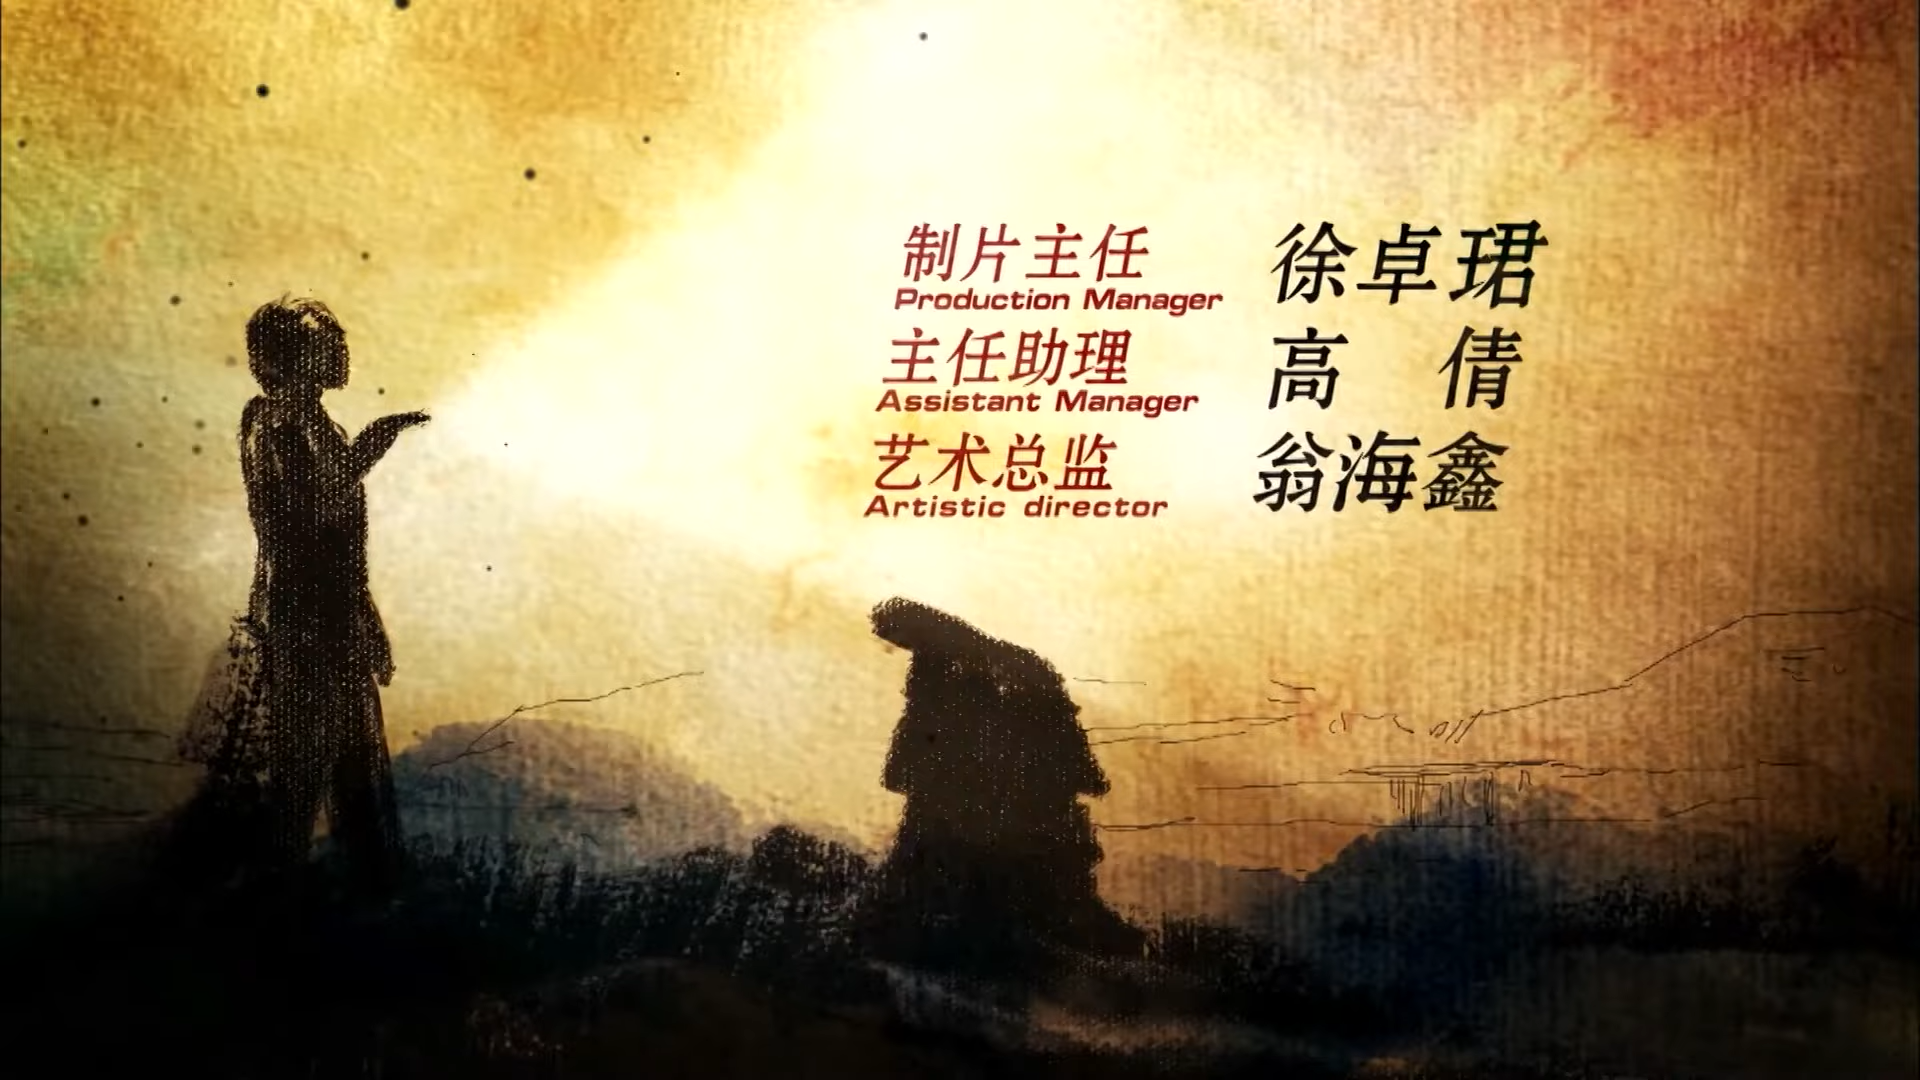 制片主任 徐卓珺
Production Manager
主任助理 高 倩
Assistant Manager
艺术总监 翁海鑫
Artistic director